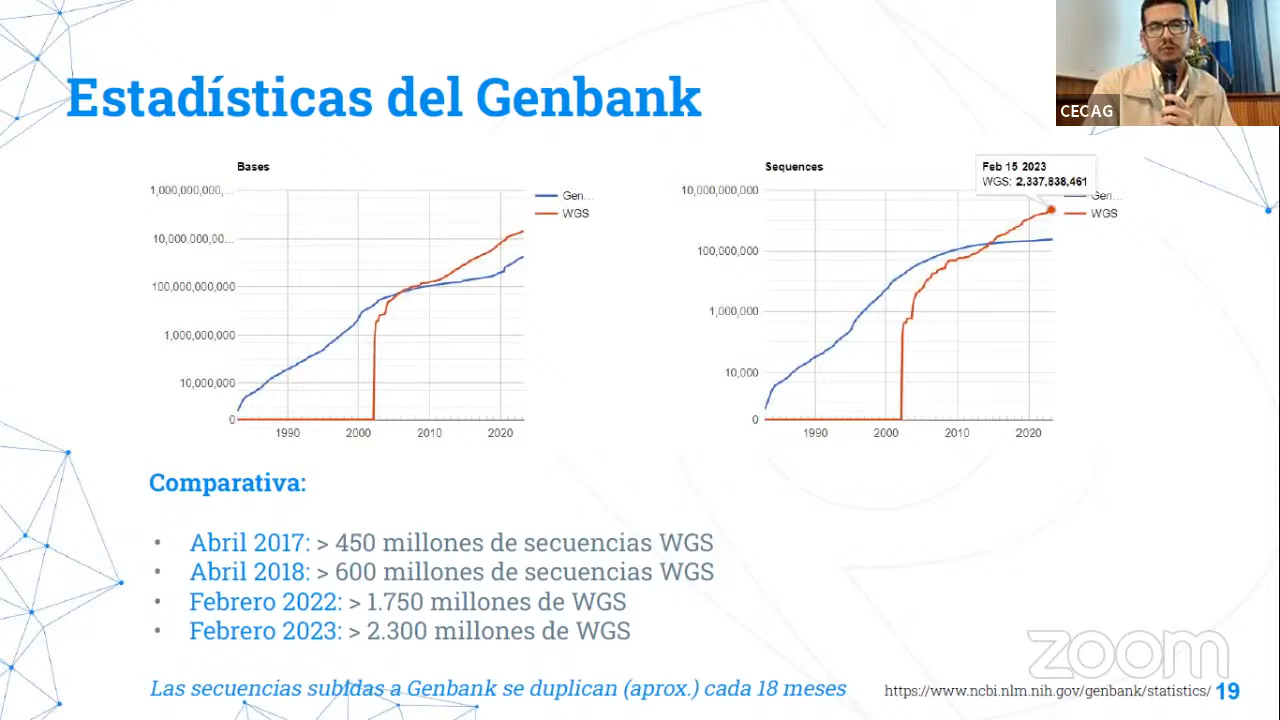 Estadísticas del Genbank
CECAG
Bases
1,000,000,000,...
10,000,000,00...
100,000,000,000
1,000,000,000
10,000,000
0
1990 2000 2010 2020
Gen...
WGS
Sequences
10,000,000,000
100,000,000
1,000,000
10,000
0
1990 2000 2010 2020
Feb 15 2023
WGS: 2,337,838,461
Gen...
WGS
Comparativa:
• Abril 2017: > 450 millones de secuencias WGS
• Abril 2018: > 600 millones de secuencias WGS
• Febrero 2022: > 1.750 millones de WGS
• Febrero 2023: > 2.300 millones de WGS
Las secuencias subidas a Genbank se duplican (aprox.) cada 18 meses
https://www.ncbi.nlm.nih.gov/genbank/statistics/ 19
zoom